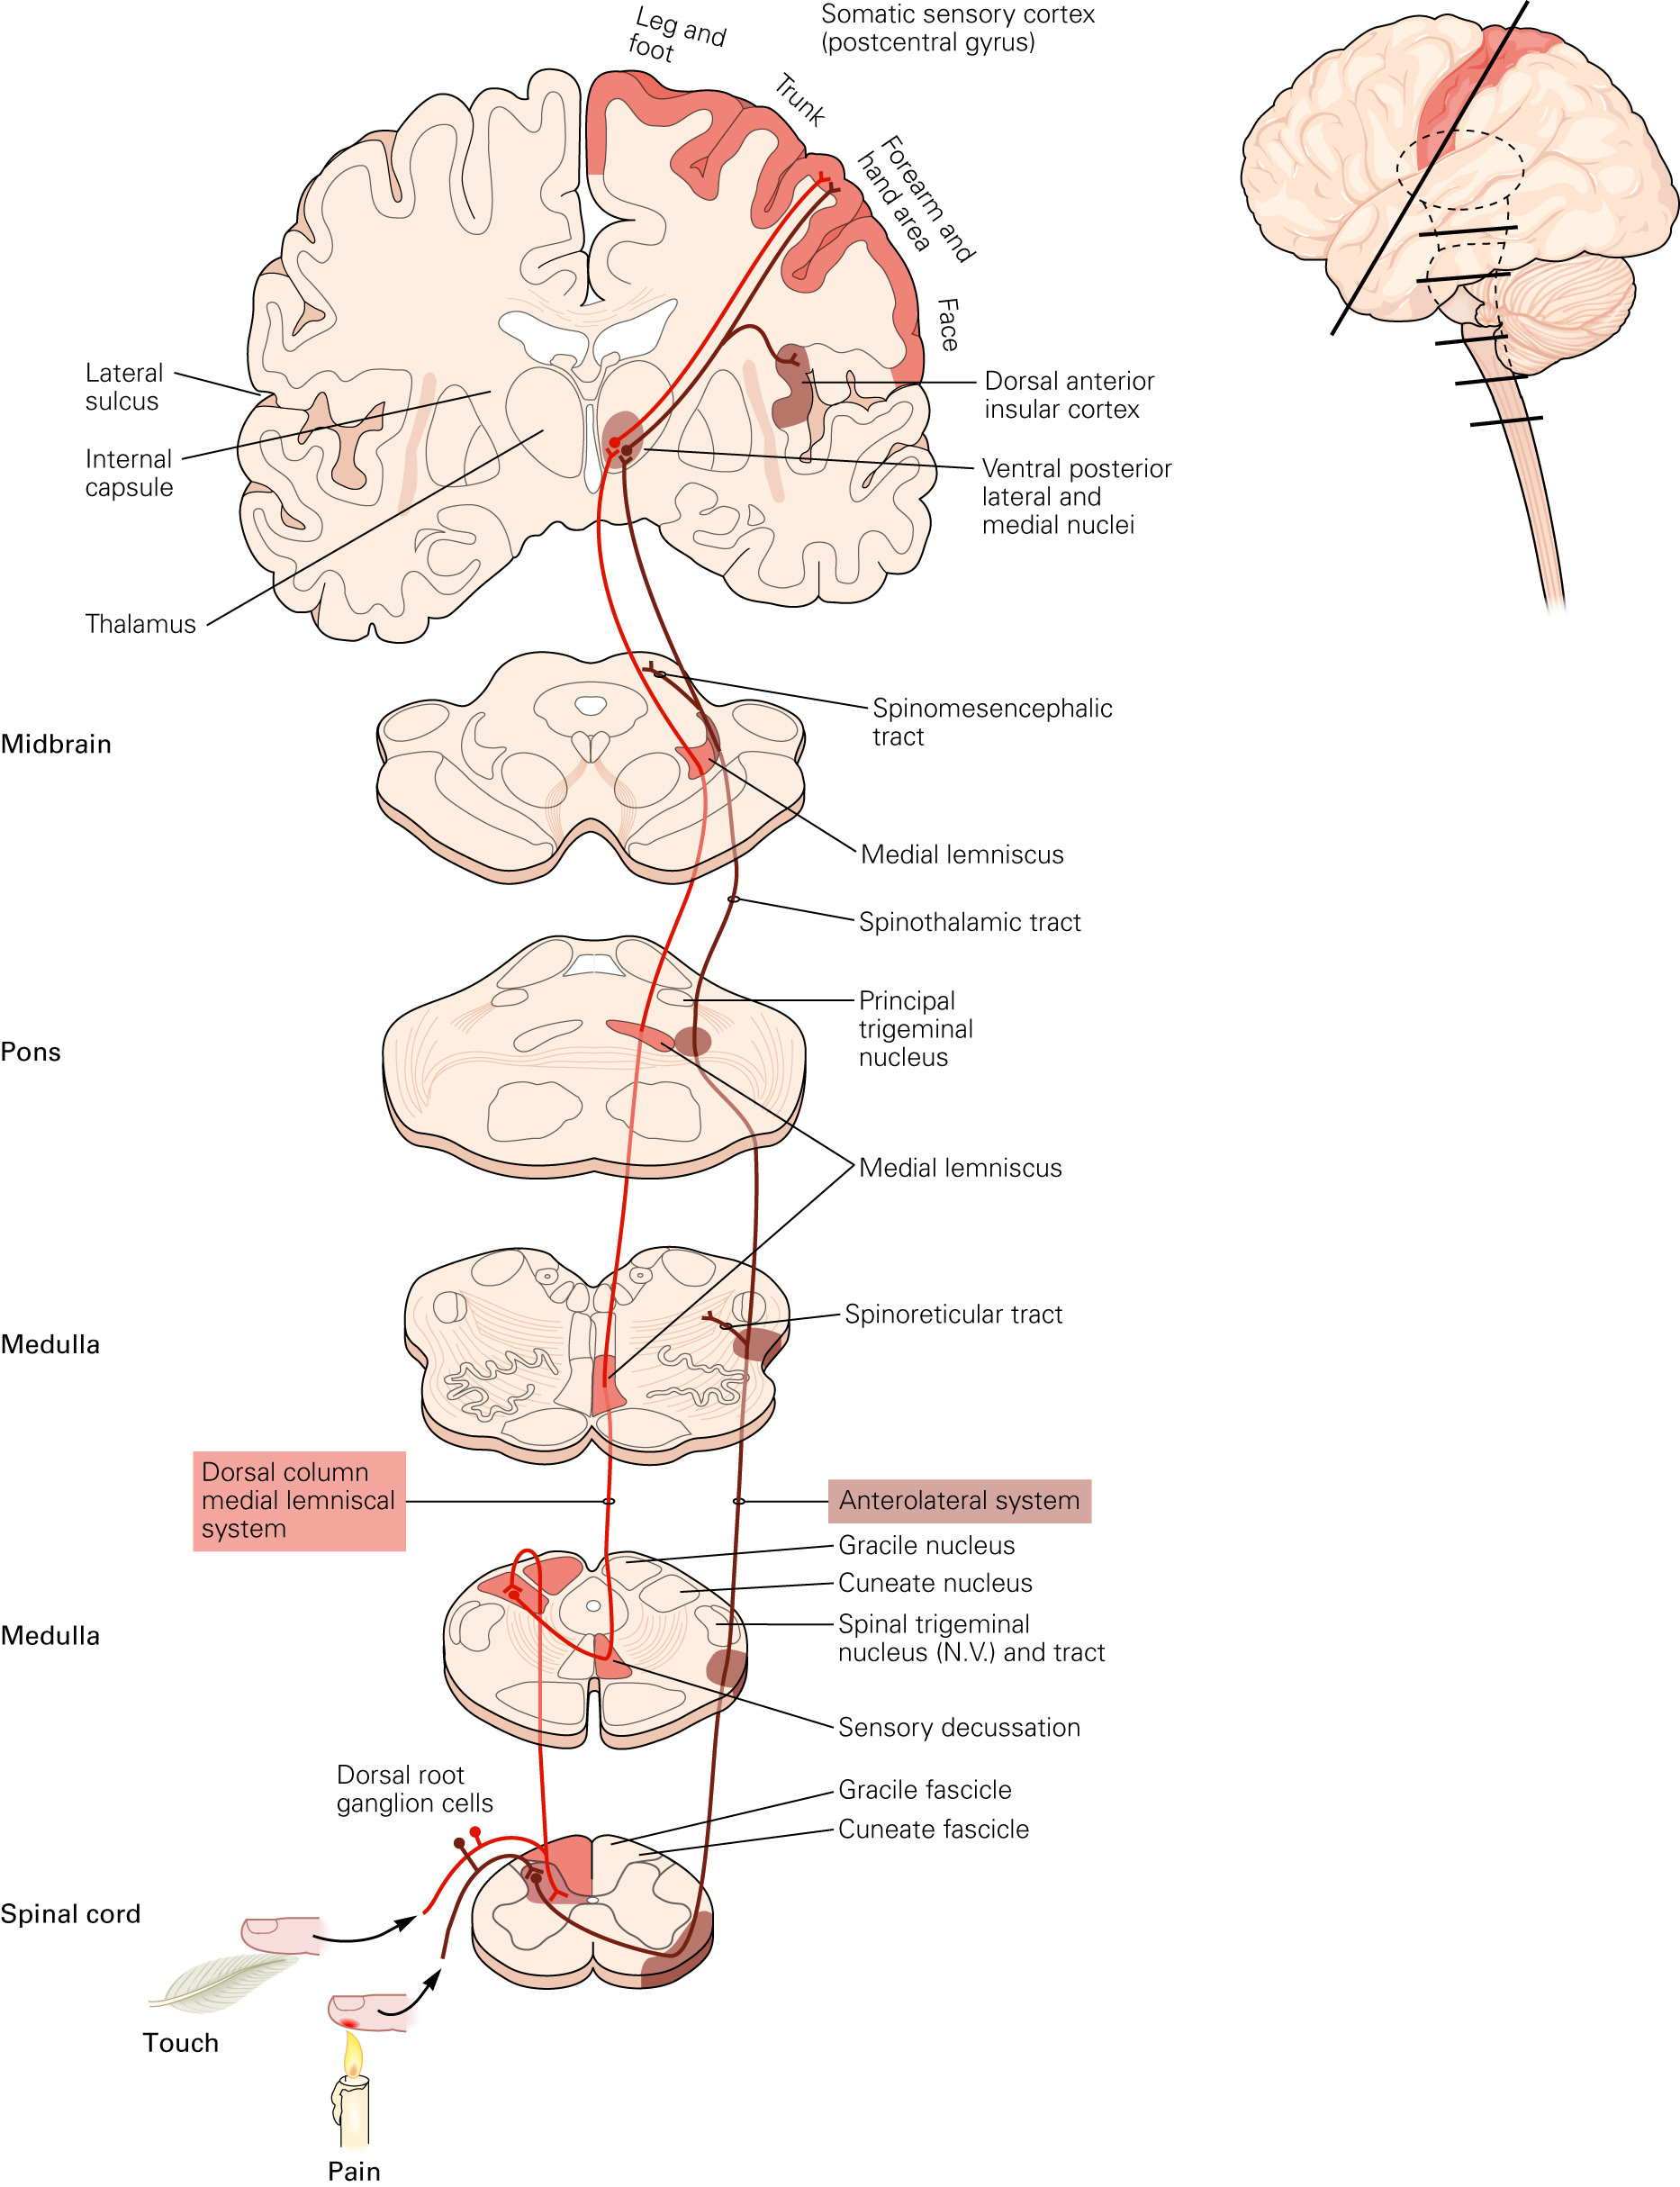 Leg and
foot
Somatic sensory cortex
(postcentral gyrus)
Trunk
Forearm and
hand area
Face
Lateral
sulcus
Dorsal anterior
insular cortex
Internal
capsule
Ventral posterior
lateral and
medial nuclei
Thalamus
Spinomesencephalic
tract
Midbrain
Medial lemniscus
Spinothalamic tract
Principal
trigeminal
nucleus
Pons
Medial lemniscus
Spinoreticular tract
Medulla
Dorsal column
medial lemniscal
system
Anterolateral system
Gracile nucleus
Cuneate nucleus
Spinal trigeminal
nucleus (N.V.) and tract
Medulla
Sensory decussation
Dorsal root
ganglion cells
Gracile fascicle
Cuneate fascicle
Spinal cord
Touch
Pain